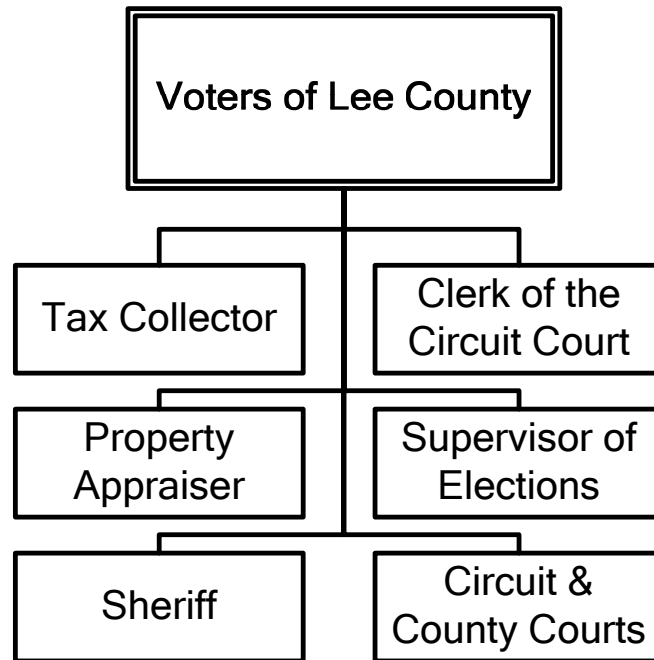 Voters of Lee County
Tax Collector
Clerk of the
Circuit Court
Property
Appraiser
Supervisor of
Elections
Sheriff
Circuit &
County Courts